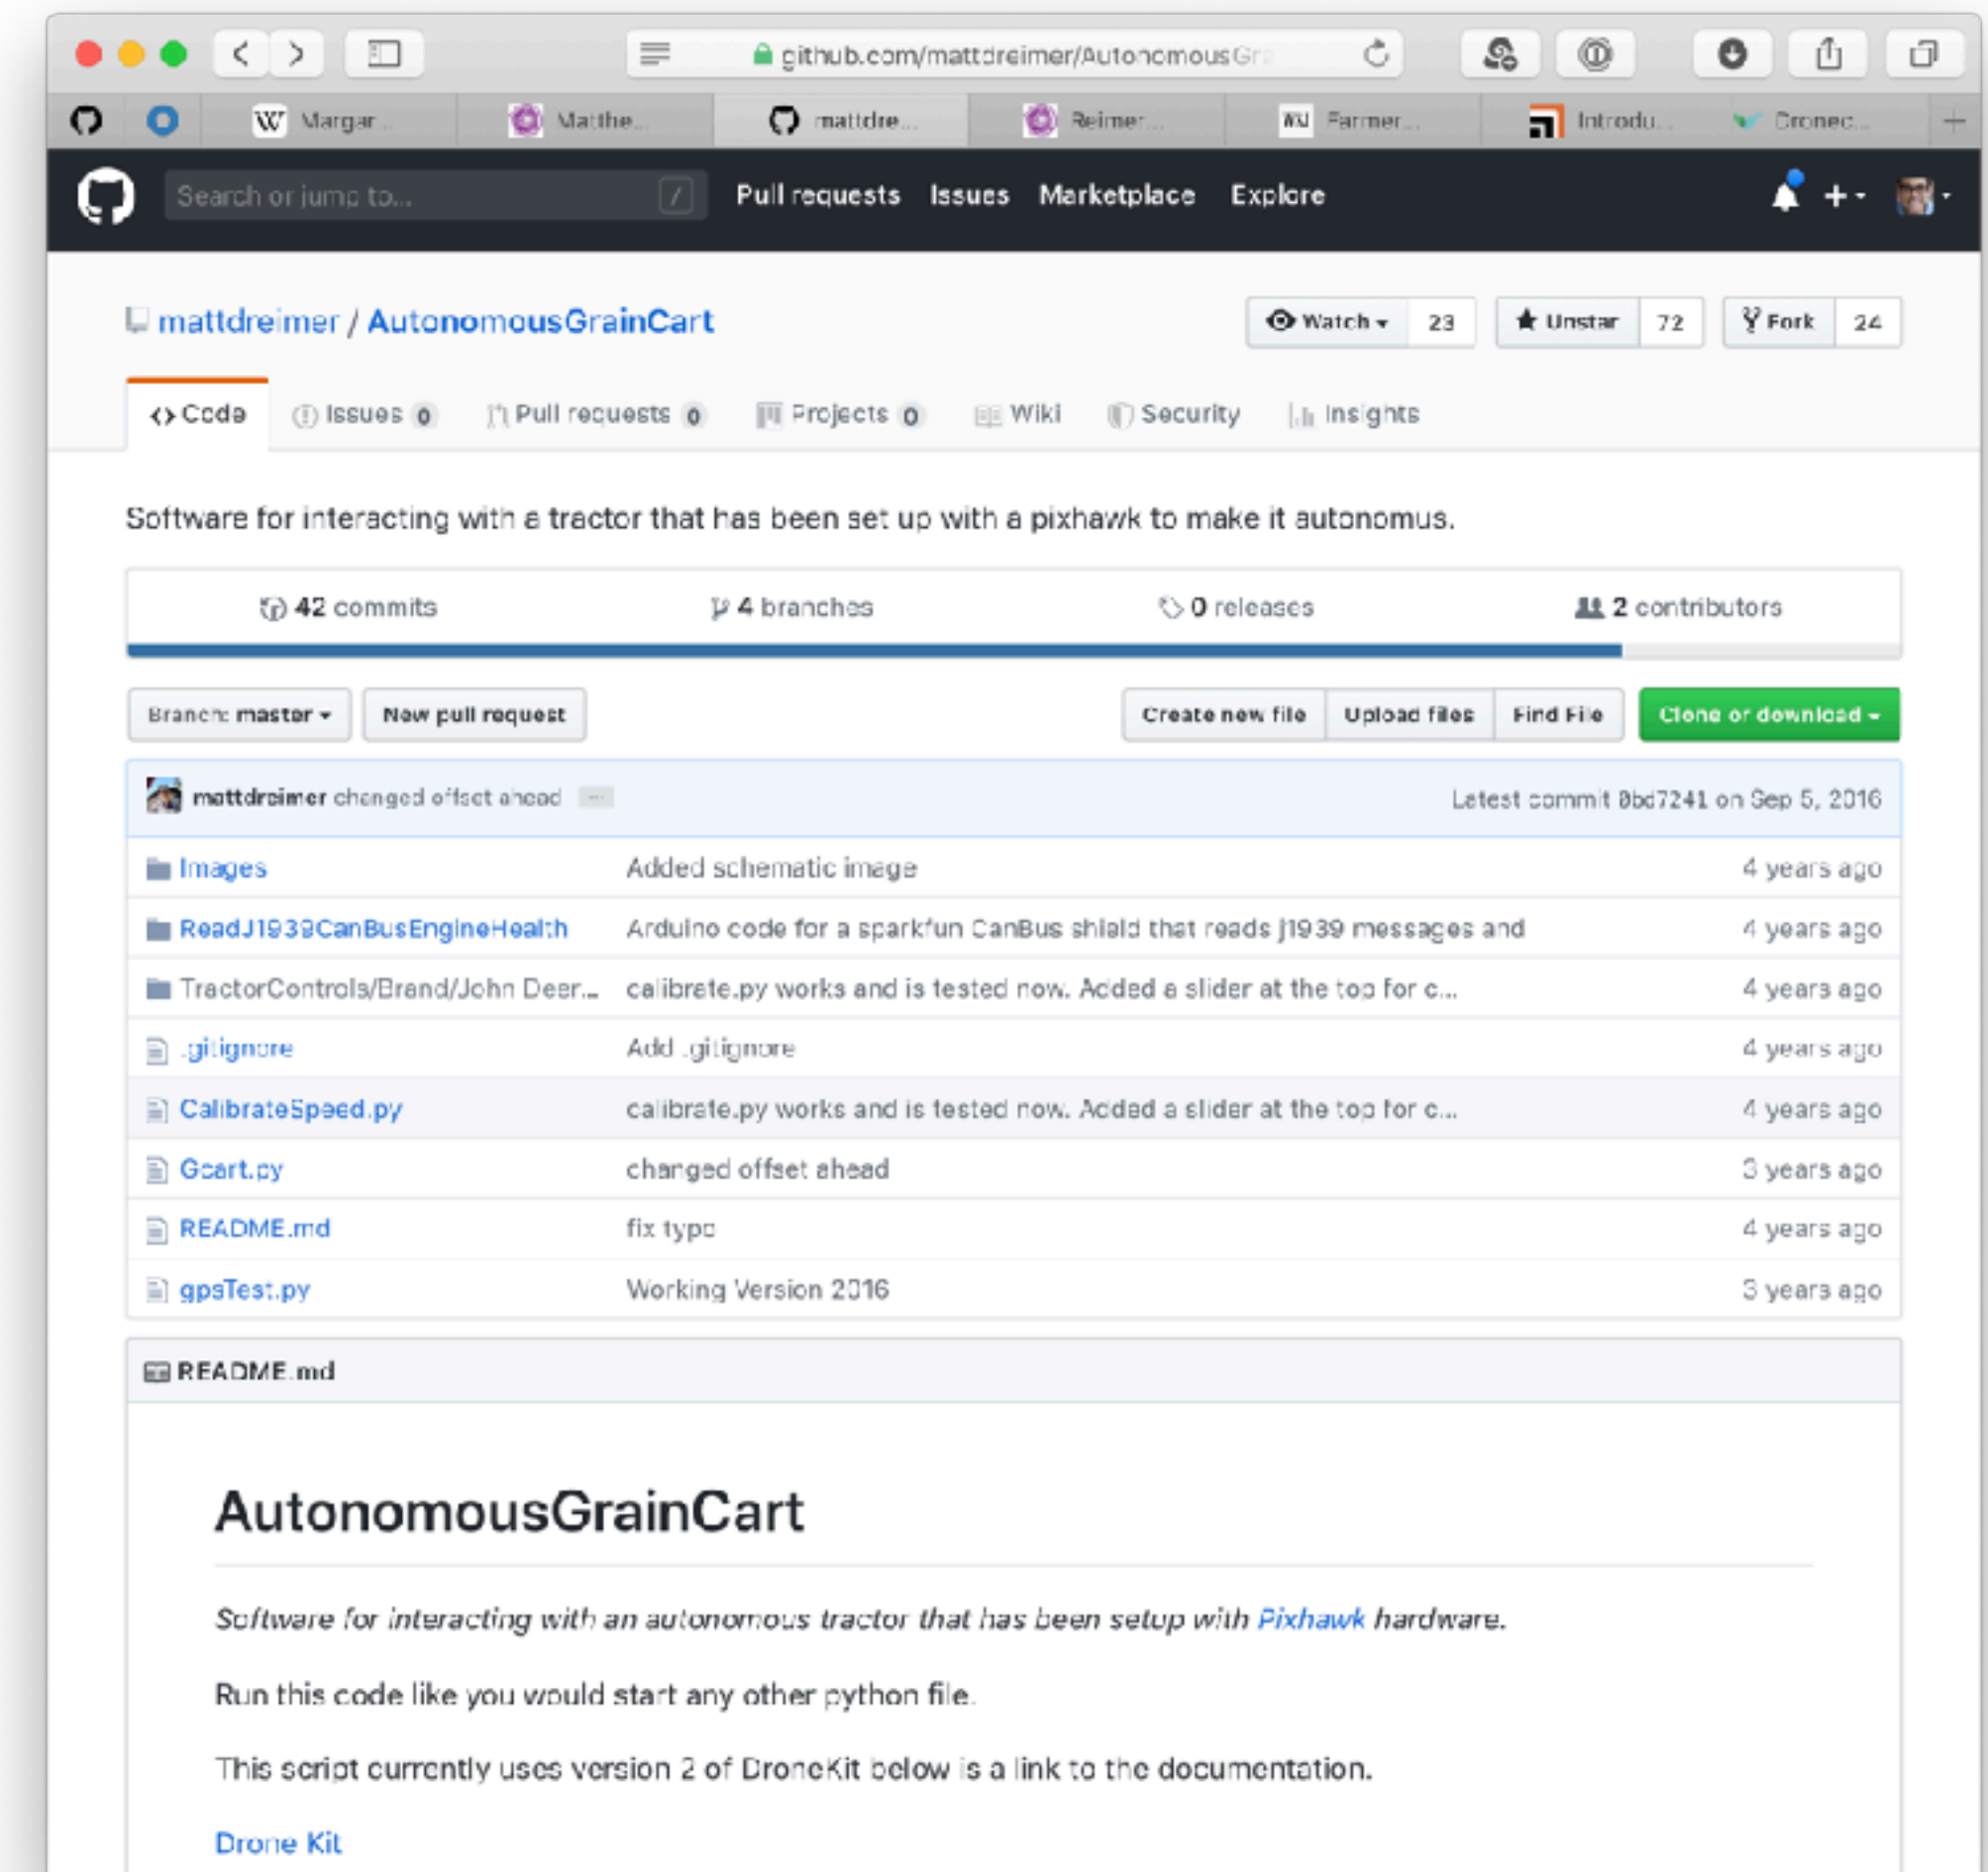 github.com/mattdreimer/AutonomousGra
W Margar... Matthe... mattdre... Reimer... WSJ Farmer... Introdu... Dronec... +
Search or jump to... / Pull requests Issues Marketplace Explore
mattdreimer / AutonomousGrainCart Watch 23 Unstar 72 Fork 24
Code Issues 0 Pull requests 0 Projects 0 Wiki Security Insights
Software for interacting with a tractor that has been set up with a pixhawk to make it autonomus.
42 commits 4 branches 0 releases 2 contributors
Branch: master New pull request Create new file Upload files Find File Clone or download
mattdreimer changed offset ahead ... Latest commit 0bd7241 on Sep 5, 2016
Images Added schematic image 4 years ago
ReadJ1939CanBusEngineHealth Arduino code for a sparkfun CanBus shield that reads j1939 messages and 4 years ago
TractorControls/Brand/John Deer... calibrate.py works and is tested now. Added a slider at the top for c... 4 years ago
.gitignore Add .gitignore 4 years ago
CalibrateSpeed.py calibrate.py works and is tested now. Added a slider at the top for c... 4 years ago
Gcart.py changed offset ahead 3 years ago
README.md fix typo 4 years ago
gpsTest.py Working Version 2016 3 years ago
README.md
AutonomousGrainCart
Software for interacting with an autonomous tractor that has been setup with Pixhawk hardware.
Run this code like you would start any other python file.
This script currently uses version 2 of DroneKit below is a link to the documentation.
Drone Kit